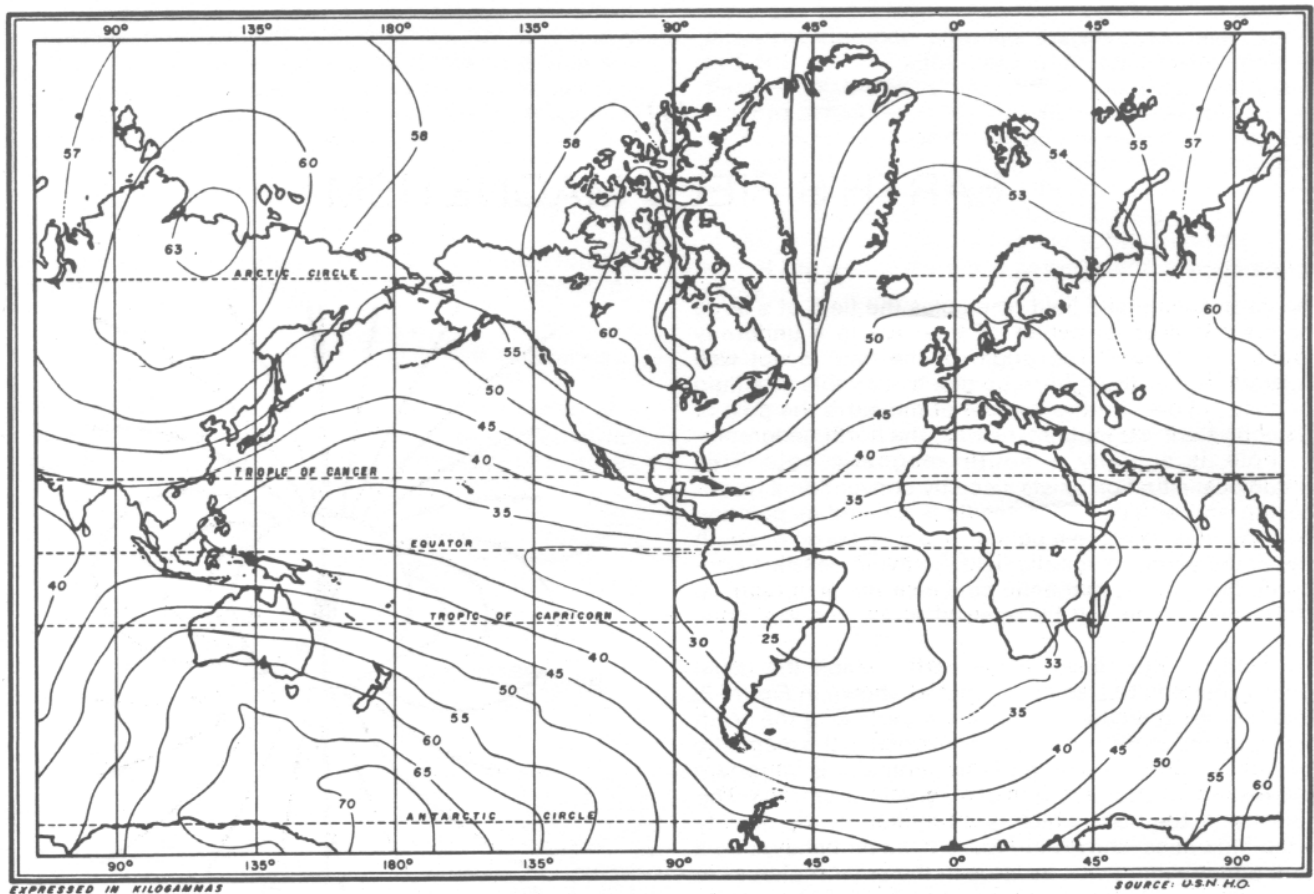 90° 135° 180° 135° 90° 45° 0° 45° 90°
58 58 54 55 57
57 60 53
63
ARCTIC CIRCLE
60 60
55 50
50
45 45
40 40
TROPIC OF CANCER
35 35
EQUATOR
40
TROPIC OF CAPRICORN
30 25
40 33
45
50 35
55
60 40 45
65 50
55
70 60
ANTARCTIC CIRCLE
90° 135° 180° 135° 90° 45° 0° 45° 90°
EXPRESSED IN KILOGAMMAS SOURCE: U.S.N. H.O.